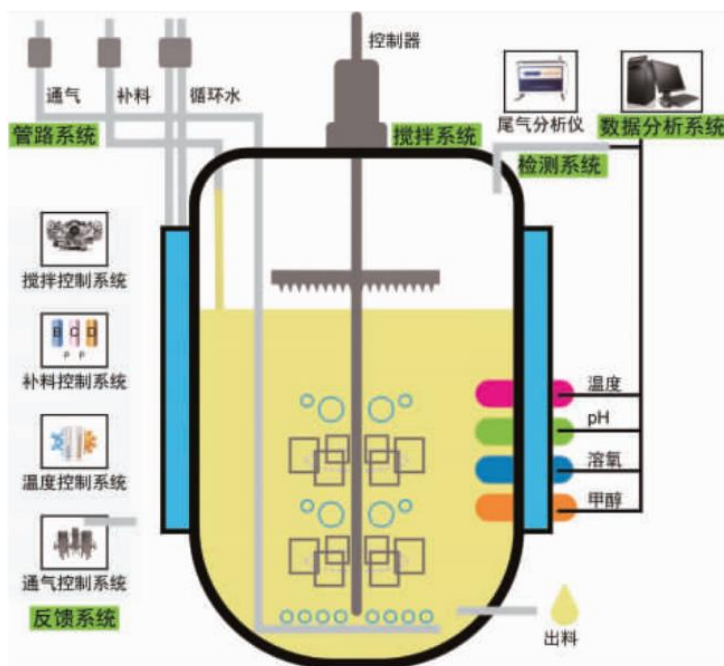 控制器
通气
补料
循环水
管路系统
搅拌系统
尾气分析仪
数据分析系统
检测系统
搅拌控制系统
B C D
P P
补料控制系统
温度控制系统
通气控制系统
反馈系统
温度
pH
溶氧
甲醇
出料